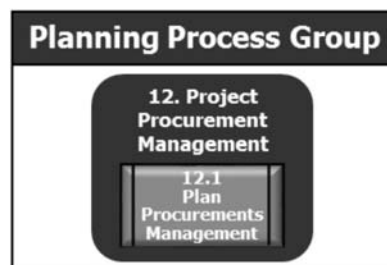 Planning Process Group
12. Project
Procurement
Management
12.1
Plan
Procurements
Management